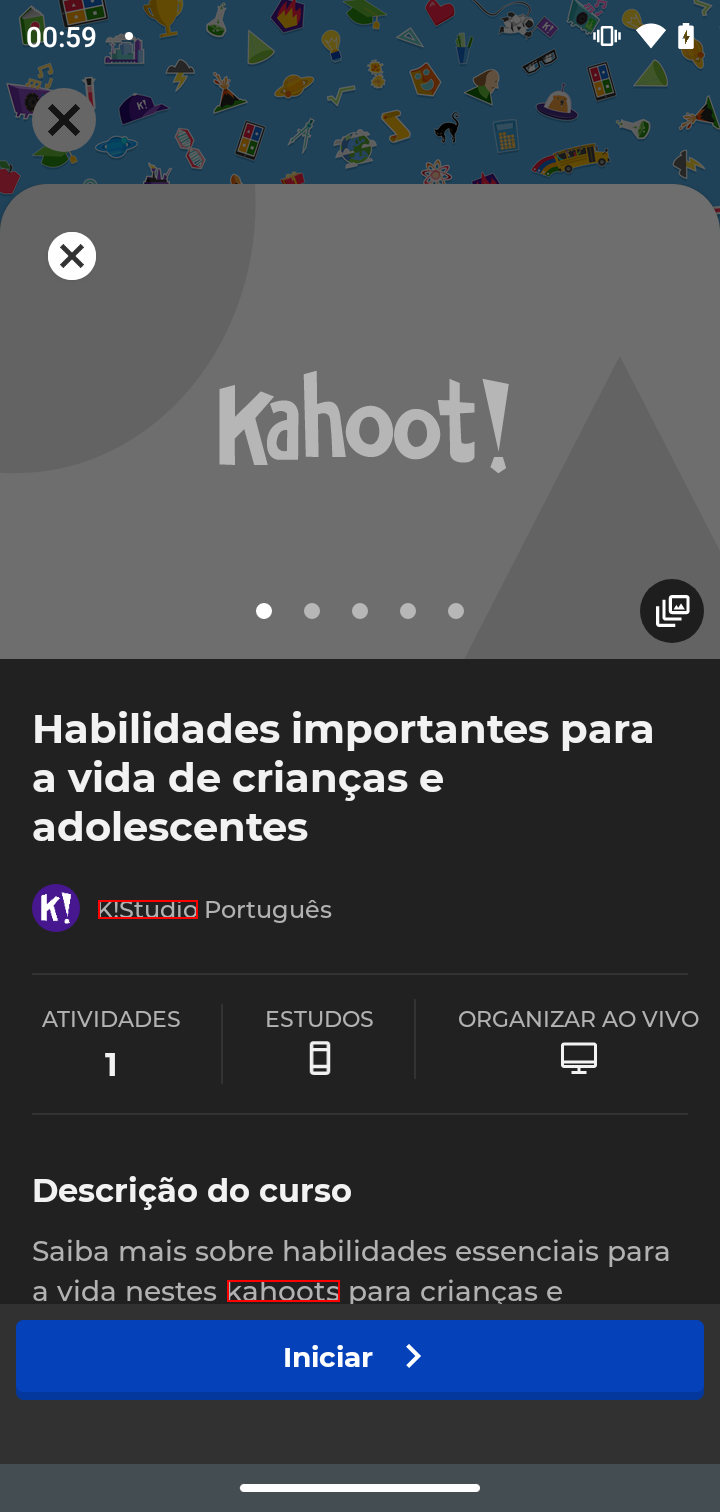 00:59
Kahoot!
Habilidades importantes para
a vida de crianças e
adolescentes
K! K!Studio Português
ATIVIDADES ESTUDOS ORGANIZAR AO VIVO
1
Descrição do curso
Saiba mais sobre habilidades essenciais para
a vida nestes kahoots para crianças e
Iniciar